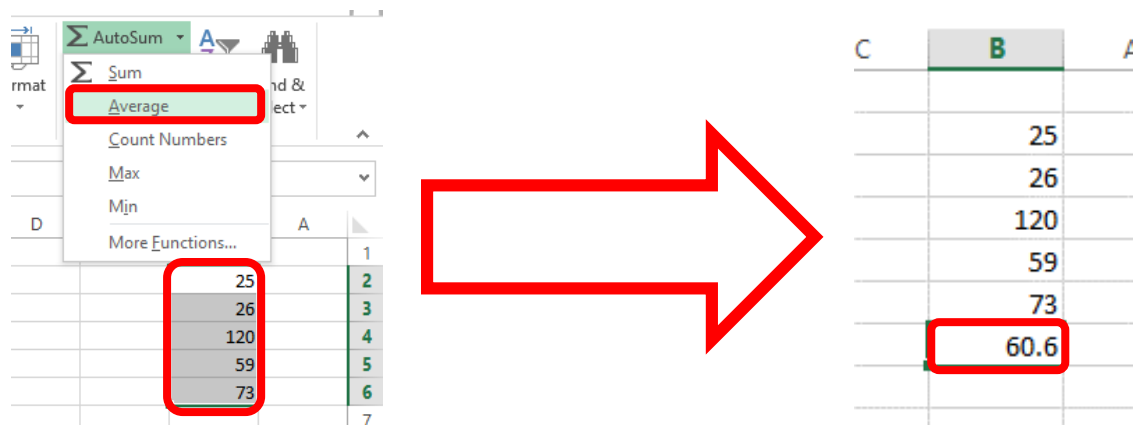 AutoSum
Sum
rmat
nd &
Average
ect
Count Numbers
Max
Min
More Functions...
D
A
1
25 2
26 3
120 4
59 5
73 6
7
C B A
25
26
120
59
73
60.6